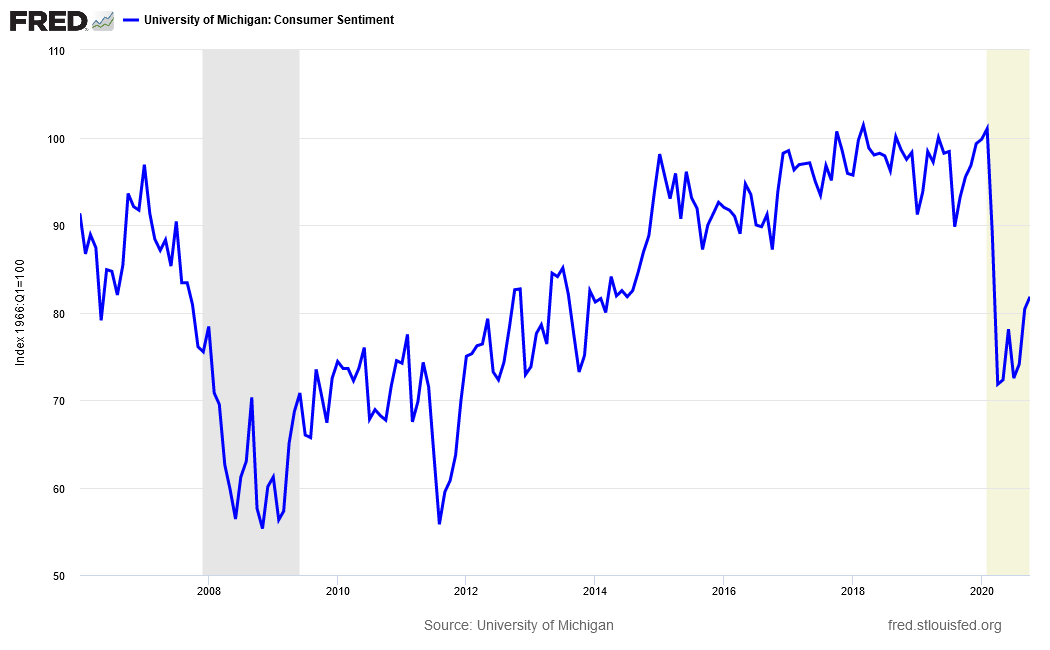 FRED
University of Michigan: Consumer Sentiment
110
100
90
80
70
60
50
Index 1966:Q1=100
2008 2010 2012 2014 2016 2018 2020
Source: University of Michigan
fred.stlouisfed.org